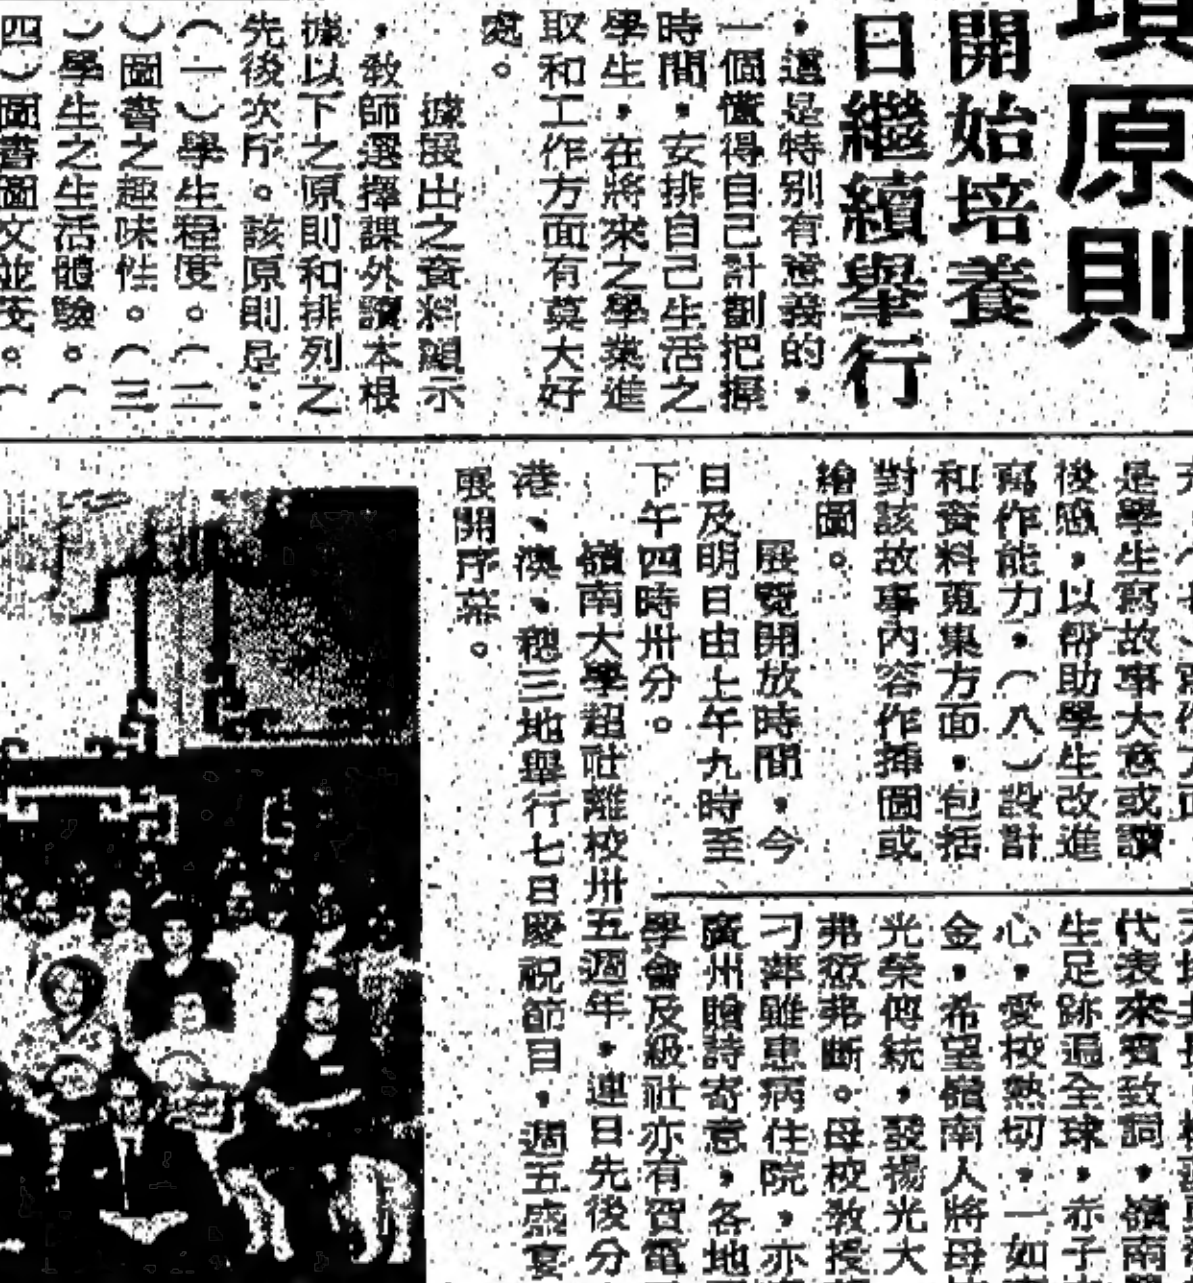 項原則
開始培養
日繼續舉行
，這是特別有意義的，
一個懂得自己計劃把握
時間，安排自己生活之
學生，在將來之學業進
取和工作方面有莫大好
處。
據展出之資料顯示
，教師選擇課外讀本根
據以下之原則和排列之
先後次序。該原則是：
（一）學生程度。（二
）圖書之趣味性。（三
）學生之生活體驗。（
四）圖書圖文並茂。（
是學生寫故事大意或讀
後感，以幫助學生改進
寫作能力，（八）設計
和資料蒐集方面，包括
對該故事內容作揷圖或
繪圖。
展覽開放時間，今
日及明日由上午九時至
下午四時卅分。
嶺南大學超社離校卅五週年，連日先後分
港、澳、穗三地舉行七日慶祝節目，週五盛宴
展開序幕。
代表來賓致詞，嶺南
生足跡遍全球，赤子
心，愛校熱切，一如
金，希望嶺南人將母
光榮傳統，發揚光大
弗愆弗斷。母校教授
刁 雖患病住院，亦
廣州贈詩寄意，各地
學會及級社亦有賀電